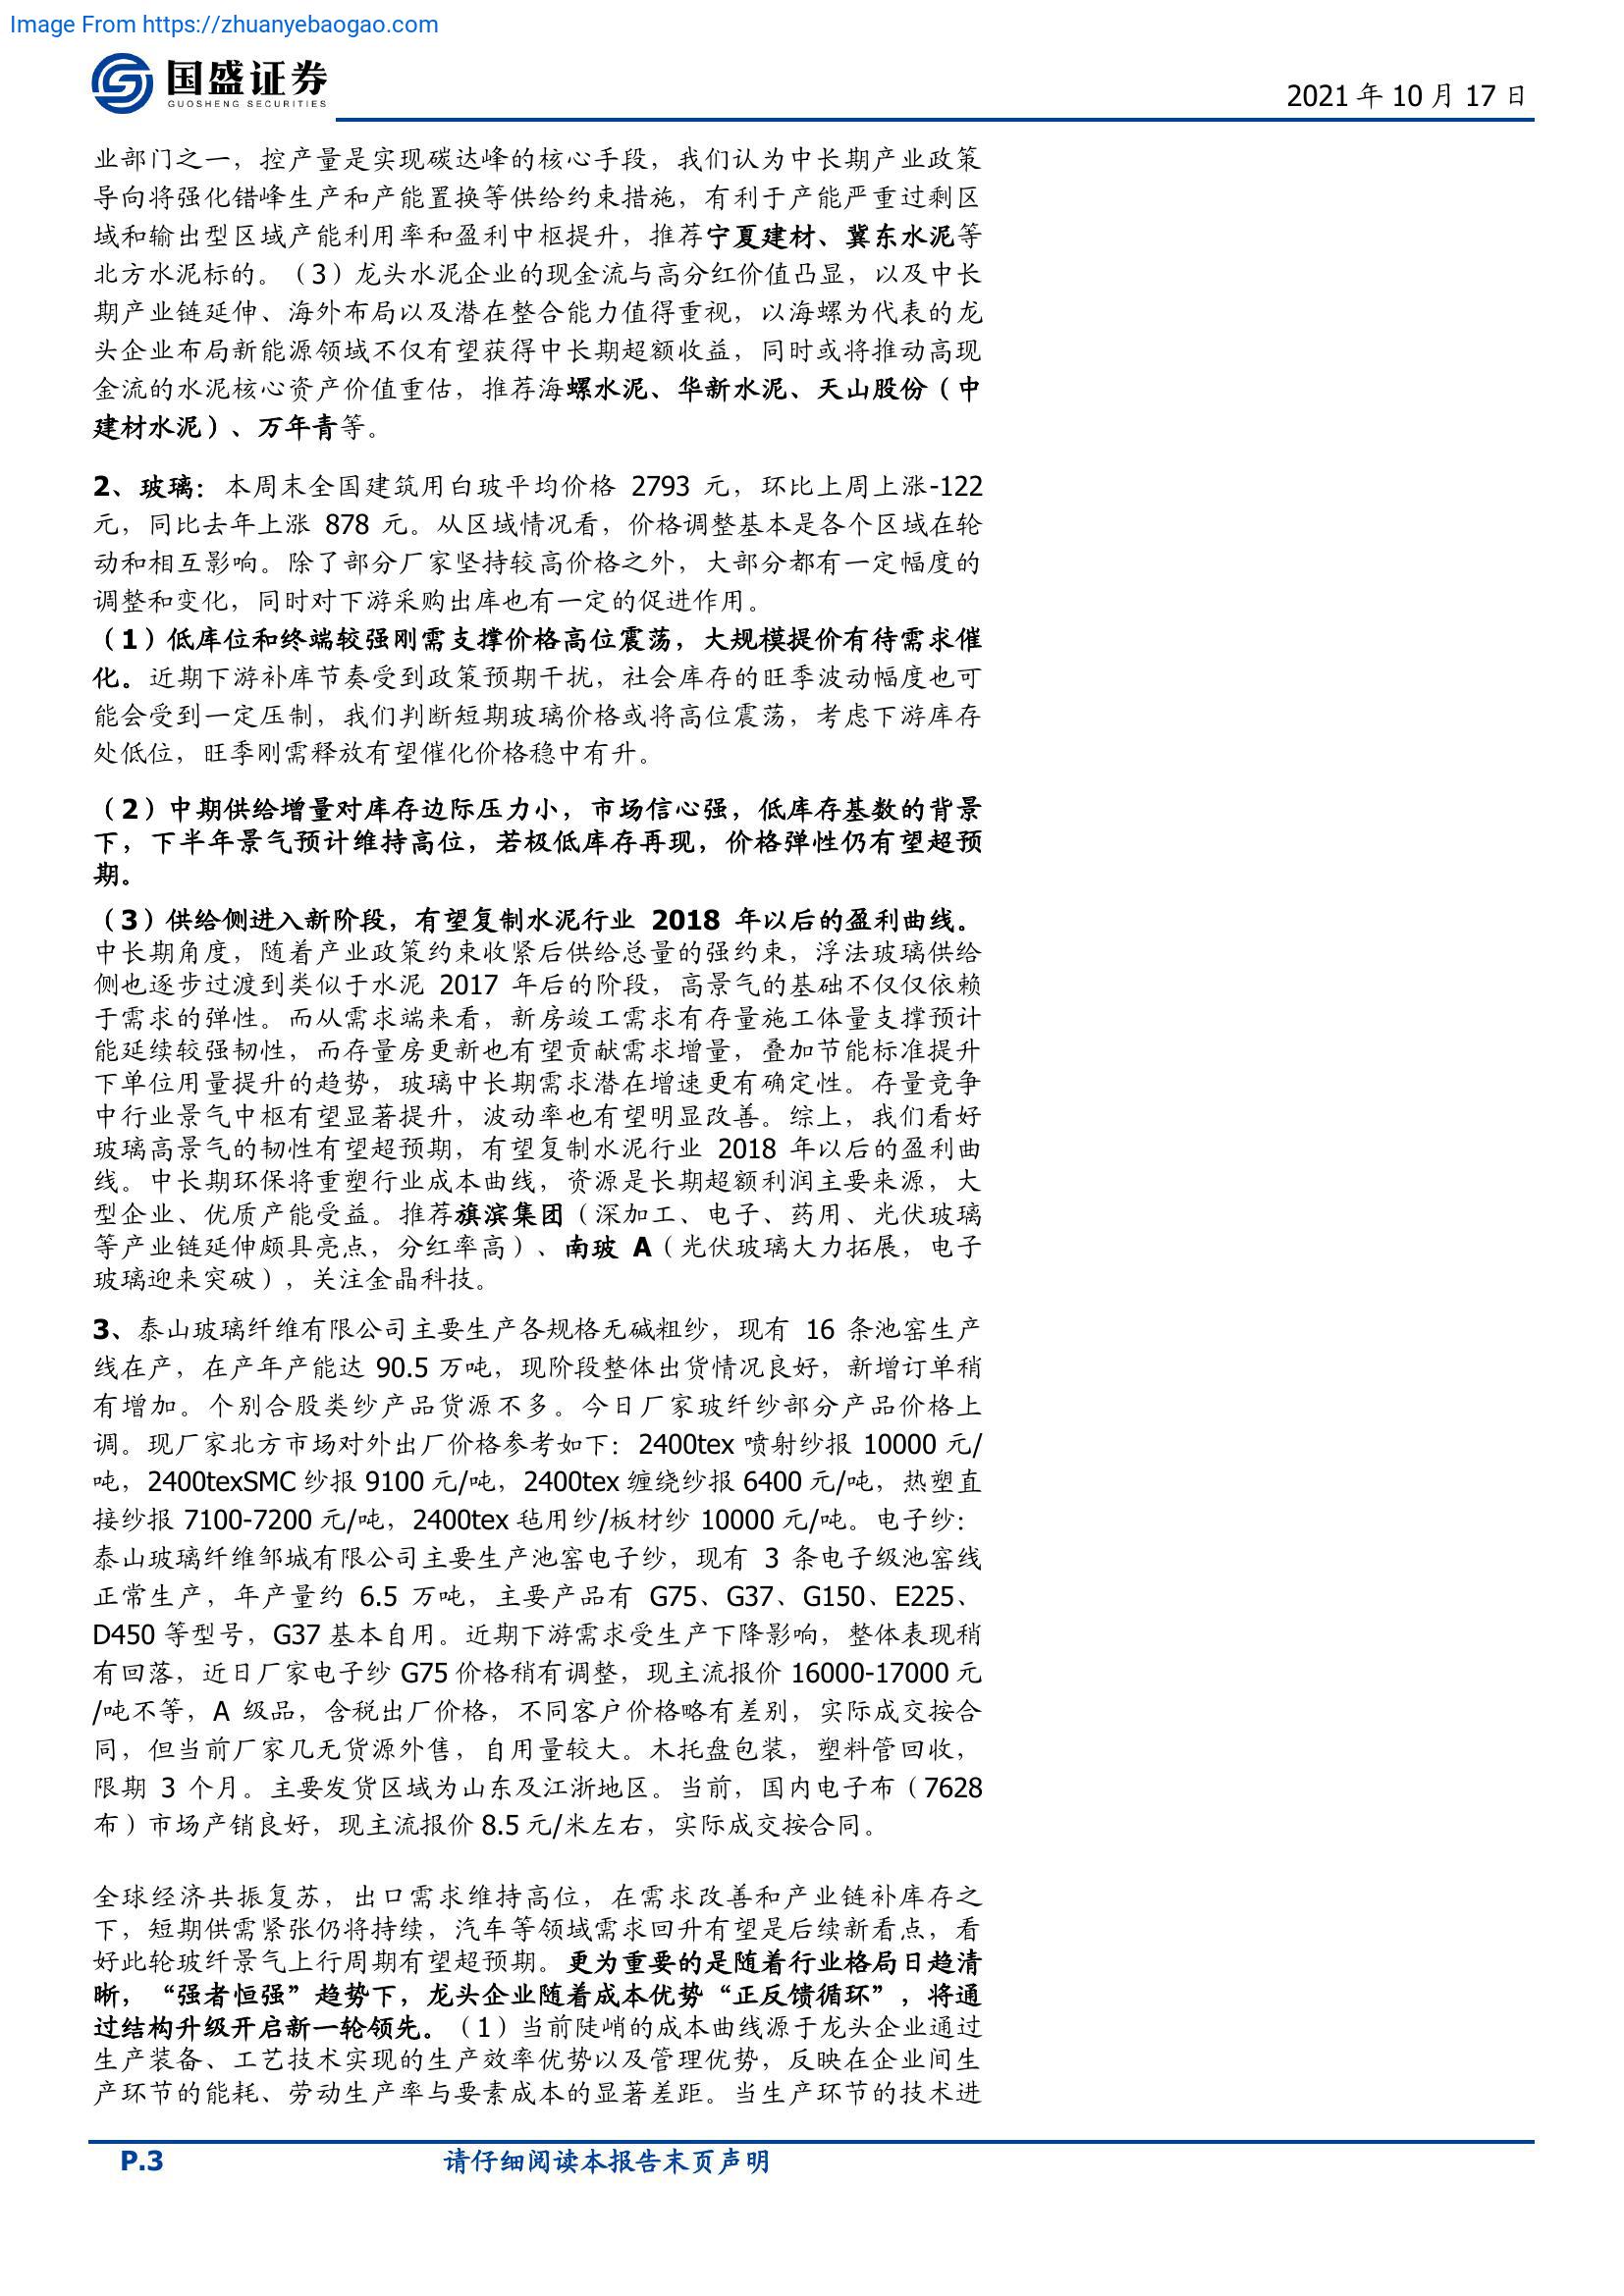 Image From https://zhuanyebaogao.com
国盛证券
GUOSHENG SECURITIES
2021 年 10 月 17 日
业部门之一，控产量是实现碳达峰的核心手段，我们认为中长期产业政策
导向将强化错峰生产和产能置换等供给约束措施，有利于产能严重过剩区
域和输出型区域产能利用率和盈利中枢提升，推荐宁夏建材、冀东水泥等
北方水泥标的。（3）龙头水泥企业的现金流与高分红价值凸显，以及中长
期产业链延伸、海外布局以及潜在整合能力值得重视，以海螺为代表的龙
头企业布局新能源领域不仅有望获得中长期超额收益，同时或将推动高现
金流的水泥核心资产价值重估，推荐海螺水泥、华新水泥、天山股份（中
建材水泥）、万年青等。
2、玻璃：本周末全国建筑用白玻平均价格 2793 元，环比上周上涨-122
元，同比去年上涨 878 元。从区域情况看，价格调整基本是各个区域在轮
动和相互影响。除了部分厂家坚持较高价格之外，大部分都有一定幅度的
调整和变化，同时对下游采购出库也有一定的促进作用。
（1）低库位和终端较强刚需支撑价格高位震荡，大规模提价有待需求催
化。近期下游补库节奏受到政策预期干扰，社会库存的旺季波动幅度也可
能会受到一定压制，我们判断短期玻璃价格或将高位震荡，考虑下游库存
处低位，旺季刚需释放有望催化价格稳中有升。
（2）中期供给增量对库存边际压力小，市场信心强，低库存基数的背景
下，下半年景气预计维持高位，若极低库存再现，价格弹性仍有望超预
期。
（3）供给侧进入新阶段，有望复制水泥行业 2018 年以后的盈利曲线。
中长期角度，随着产业政策约束收紧后供给总量的强约束，浮法玻璃供给
侧也逐步过渡到类似于水泥 2017 年后的阶段，高景气的基础不仅仅依赖
于需求的弹性。而从需求端来看，新房竣工需求有存量施工体量支撑预计
能延续较强韧性，而存量房更新也有望贡献需求增量，叠加节能标准提升
下单位用量提升的趋势，玻璃中长期需求潜在增速更有确定性。存量竞争
中行业景气中枢有望显著提升，波动率也有望明显改善。综上，我们看好
玻璃高景气的韧性有望超预期，有望复制水泥行业 2018 年以后的盈利曲
线。中长期环保将重塑行业成本曲线，资源是长期超额利润主要来源，大
型企业、优质产能受益。推荐旗滨集团（深加工、电子、药用、光伏玻璃
等产业链延伸颇具亮点，分红率高）、南玻 A（光伏玻璃大力拓展，电子
玻璃迎来突破），关注金晶科技。
3、泰山玻璃纤维有限公司主要生产各规格无碱粗纱，现有 16 条池窑生产
线在产，在产年产能达 90.5 万吨，现阶段整体出货情况良好，新增订单稍
有增加。个别合股类纱产品货源不多。今日厂家玻纤纱部分产品价格上
调。现厂家北方市场对外出厂价格参考如下：2400tex 喷射纱报 10000 元/
吨，2400texSMC 纱报 9100 元/吨，2400tex 缠绕纱报 6400 元/吨，热塑直
接纱报 7100-7200 元/吨，2400tex 毡用纱/板材纱 10000 元/吨。电子纱：
泰山玻璃纤维邹城有限公司主要生产池窑电子纱，现有 3 条电子级池窑线
正常生产，年产量约 6.5 万吨，主要产品有 G75、G37、G150、E225、
D450 等型号，G37 基本自用。近期下游需求受生产下降影响，整体表现稍
有回落，近日厂家电子纱 G75 价格稍有调整，现主流报价 16000-17000 元
/吨不等，A 级品，含税出厂价格，不同客户价格略有差别，实际成交按合
同，但当前厂家几无货源外售，自用量较大。木托盘包装，塑料管回收，
限期 3 个月。主要发货区域为山东及江浙地区。当前，国内电子布（7628
布）市场产销良好，现主流报价 8.5 元/米左右，实际成交按合同。
全球经济共振复苏，出口需求维持高位，在需求改善和产业链补库存之
下，短期供需紧张仍将持续，汽车等领域需求回升有望是后续新看点，看
好此轮玻纤景气上行周期有望超预期。更为重要的是随着行业格局日趋清
晰，“强者恒强”趋势下，龙头企业随着成本优势“正反馈循环”，将通
过结构升级开启新一轮领先。（1）当前陡峭的成本曲线源于龙头企业通过
生产装备、工艺技术实现的生产效率优势以及管理优势，反映在企业间生
产环节的能耗、劳动生产率与要素成本的显著差距。当生产环节的技术进
P.3
请仔细阅读本报告末页声明